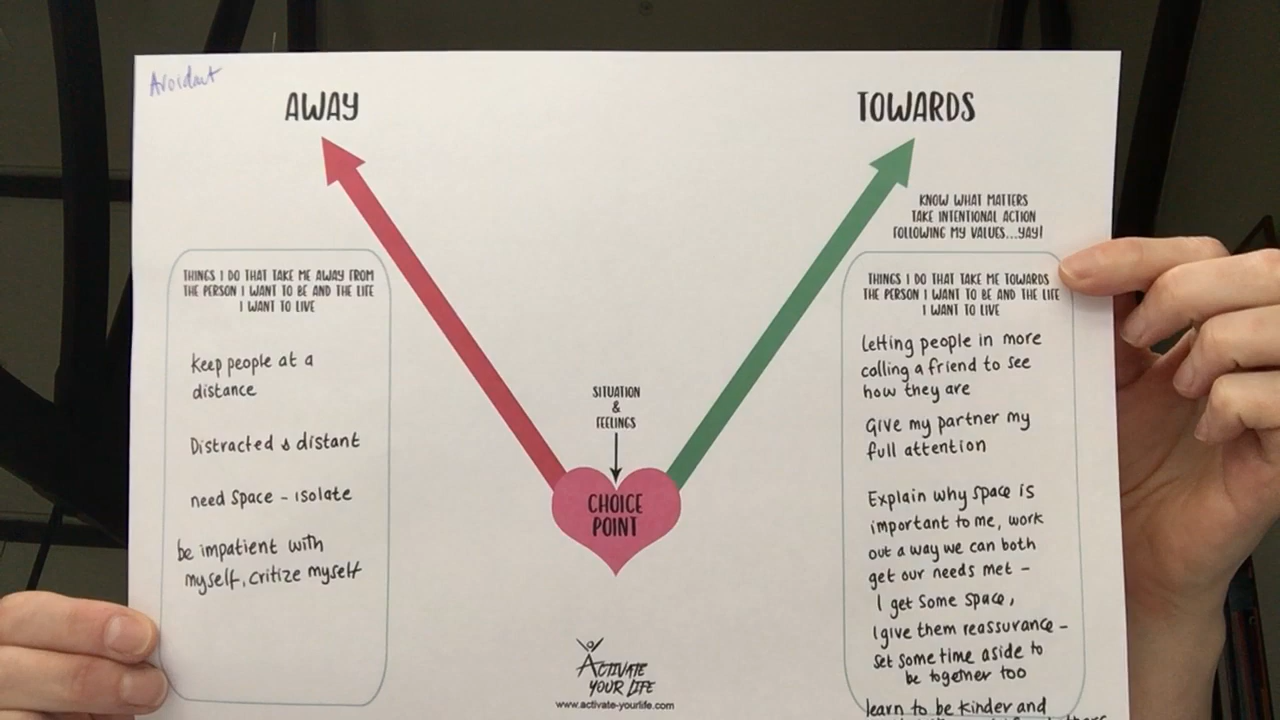 Avoidant
AWAY
TOWARDS
KNOW WHAT MATTERS
TAKE INTENTIONAL ACTION
FOLLOWING MY VALUES...YAY!
THINGS I DO THAT TAKE ME AWAY FROM
THE PERSON I WANT TO BE AND THE LIFE
I WANT TO LIVE
Keep people at a
distance
Distracted & distant
need space - isolate
be impatient with
myself, critize myself
SITUATION
&
FEELINGS
CHOICE
POINT
THINGS I DO THAT TAKE ME TOWARDS
THE PERSON I WANT TO BE AND THE LIFE
I WANT TO LIVE
Letting people in more
calling a friend to see
how they are
Give my partner my
full attention
Explain why space is
important to me, work
out a way we can both
get our needs met -
I get some space,
I give them reassurance -
set some time aside to
be together too
learn to be kinder and
ACTIVATE
YOUR LIFE
www.activate-yourlife.com